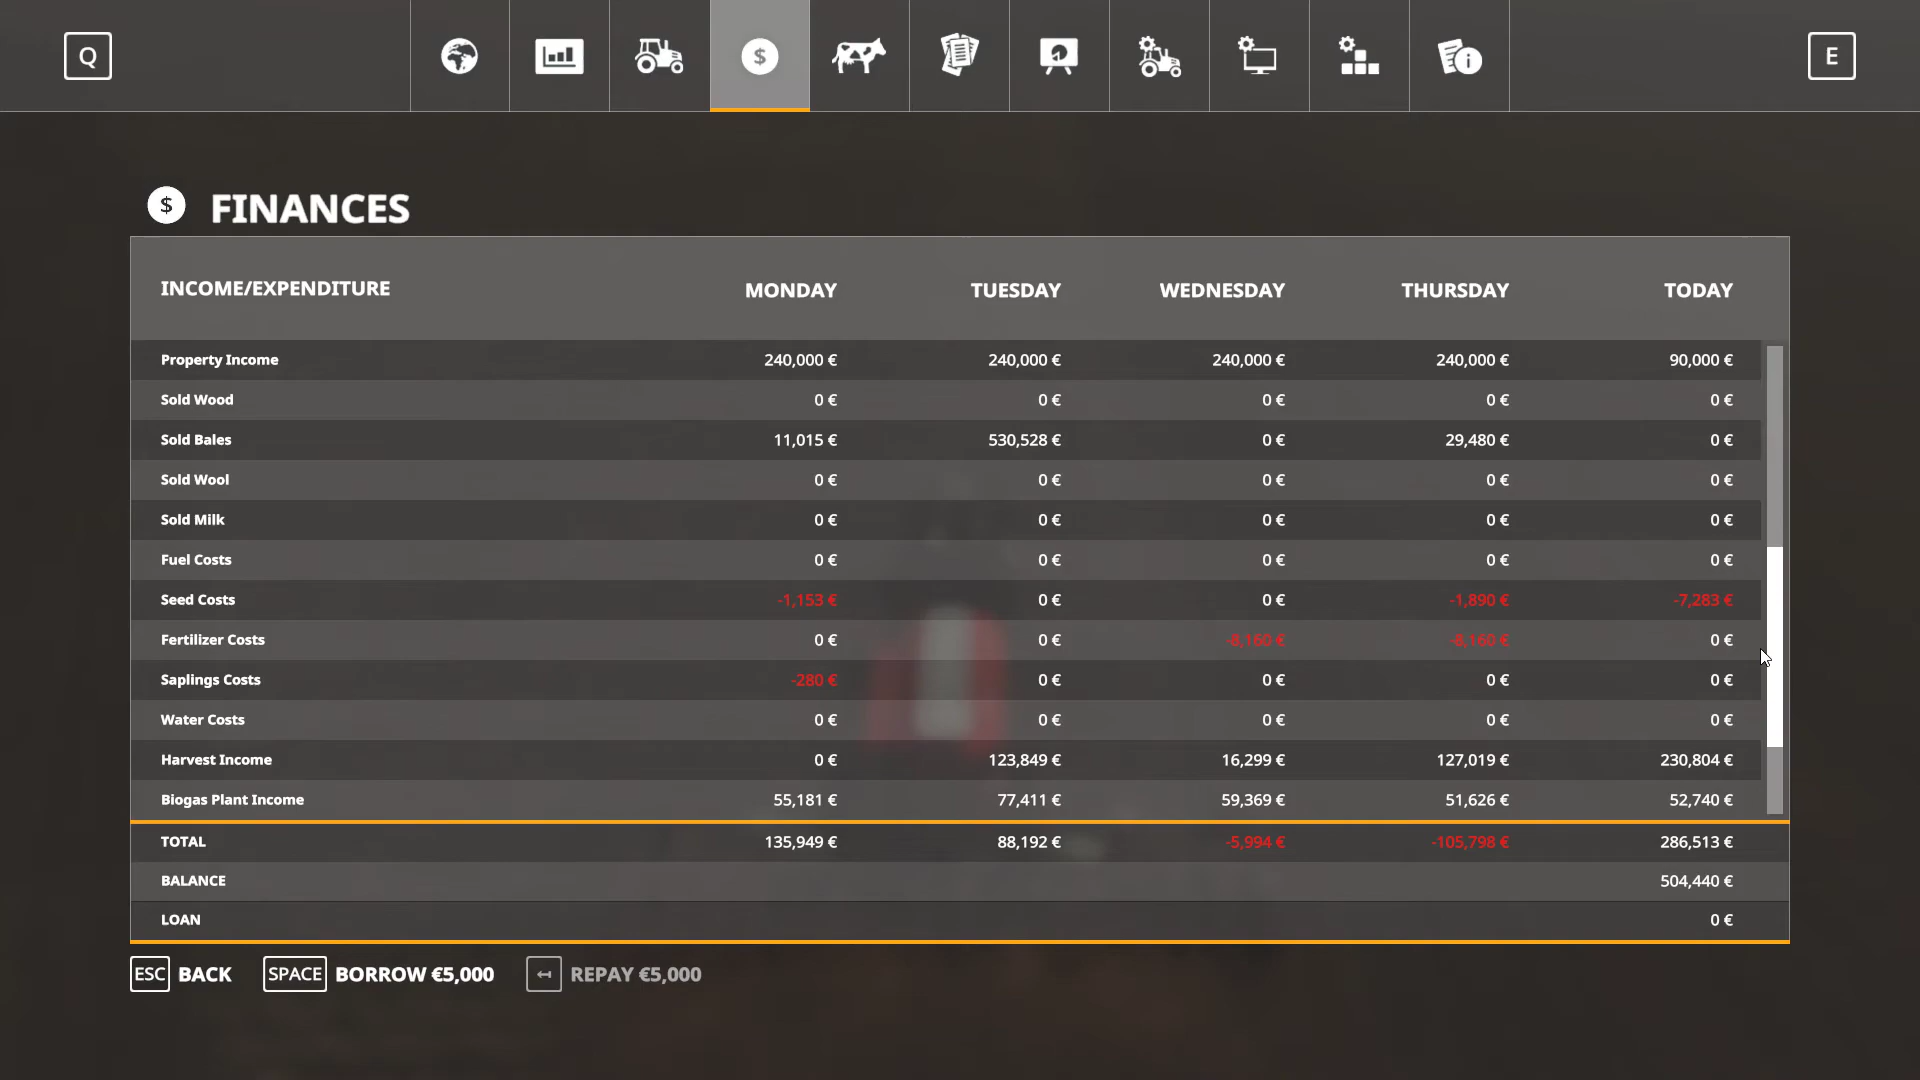 Q
$
E
$ FINANCES
INCOME/EXPENDITURE MONDAY TUESDAY WEDNESDAY THURSDAY TODAY
Property Income 240,000 € 240,000 € 240,000 € 240,000 € 90,000 €
Sold Wood 0 € 0 € 0 € 0 € 0 €
Sold Bales 11,015 € 530,528 € 0 € 29,480 € 0 €
Sold Wool 0 € 0 € 0 € 0 € 0 €
Sold Milk 0 € 0 € 0 € 0 € 0 €
Fuel Costs 0 € 0 € 0 € 0 € 0 €
Seed Costs -1,153 € 0 € 0 € -1,890 € -7,283 €
Fertilizer Costs 0 € 0 € -8,160 € -8,160 € 0 €
Saplings Costs -280 € 0 € 0 € 0 € 0 €
Water Costs 0 € 0 € 0 € 0 € 0 €
Harvest Income 0 € 123,849 € 16,299 € 127,019 € 230,804 €
Biogas Plant Income 55,181 € 77,411 € 59,369 € 51,626 € 52,740 €
TOTAL 135,949 € 88,192 € -5,994 € -105,798 € 286,513 €
BALANCE 504,440 €
LOAN 0 €
ESC BACK SPACE BORROW €5,000 REPAY €5,000